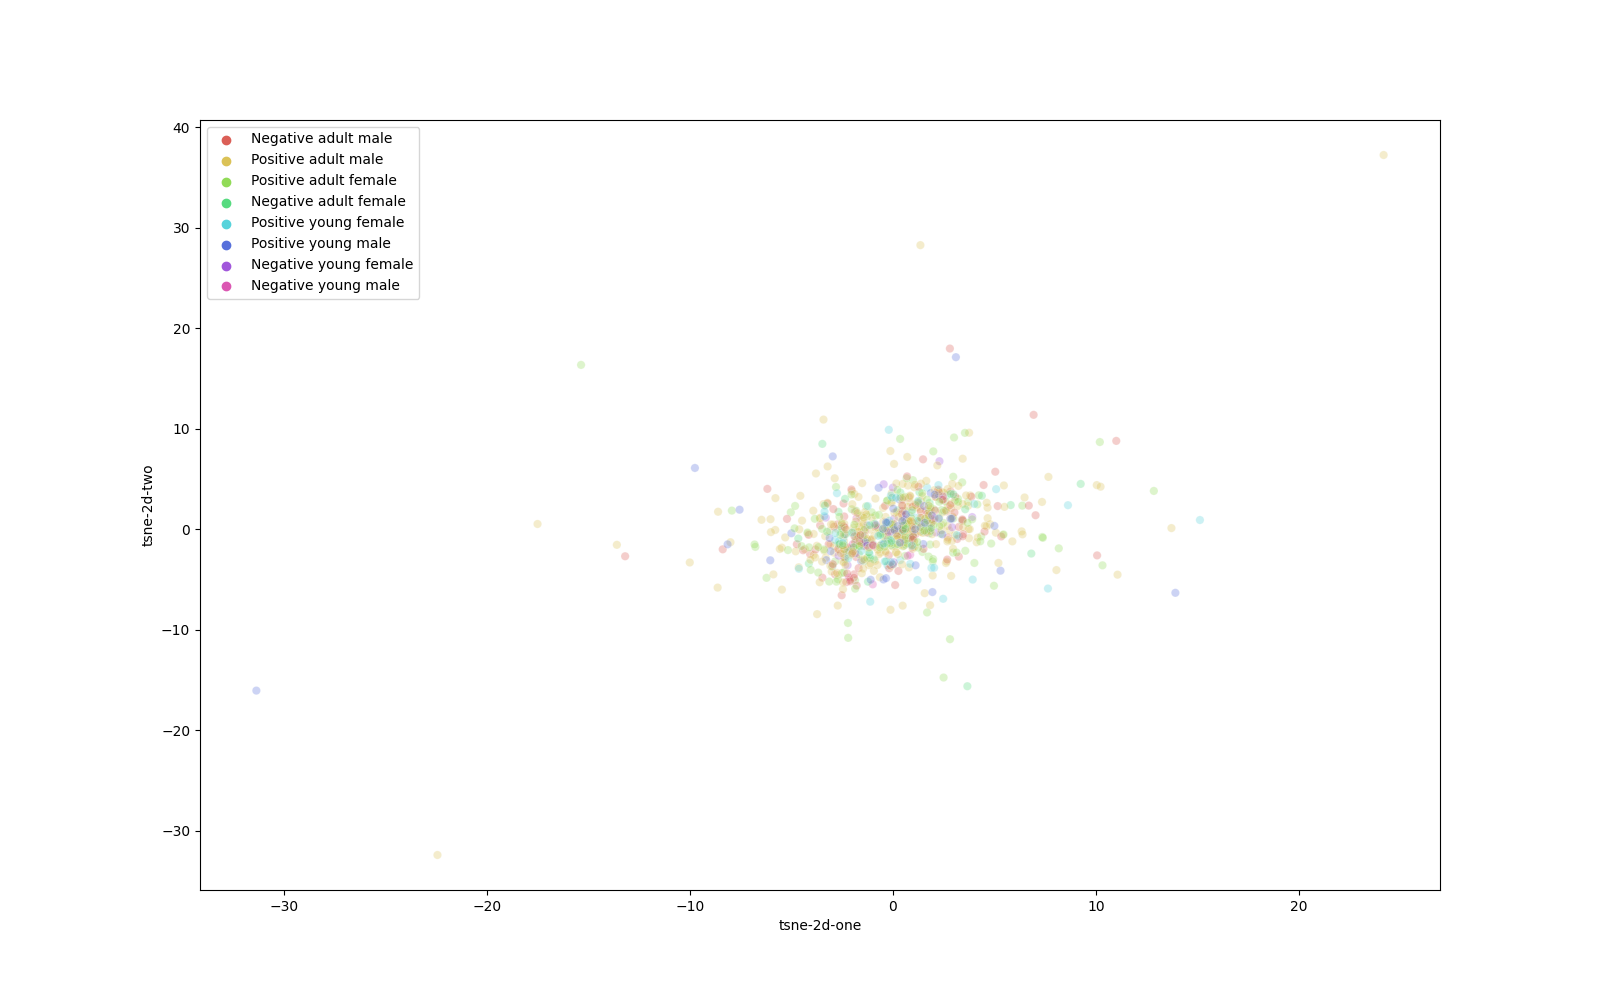 Negative adult male
Positive adult male
Positive adult female
Negative adult female
Positive young female
Positive young male
Negative young female
Negative young male
40
30
20
10
0
−10
−20
−30
tsne-2d-two
−30 −20 −10 0 10 20
tsne-2d-one